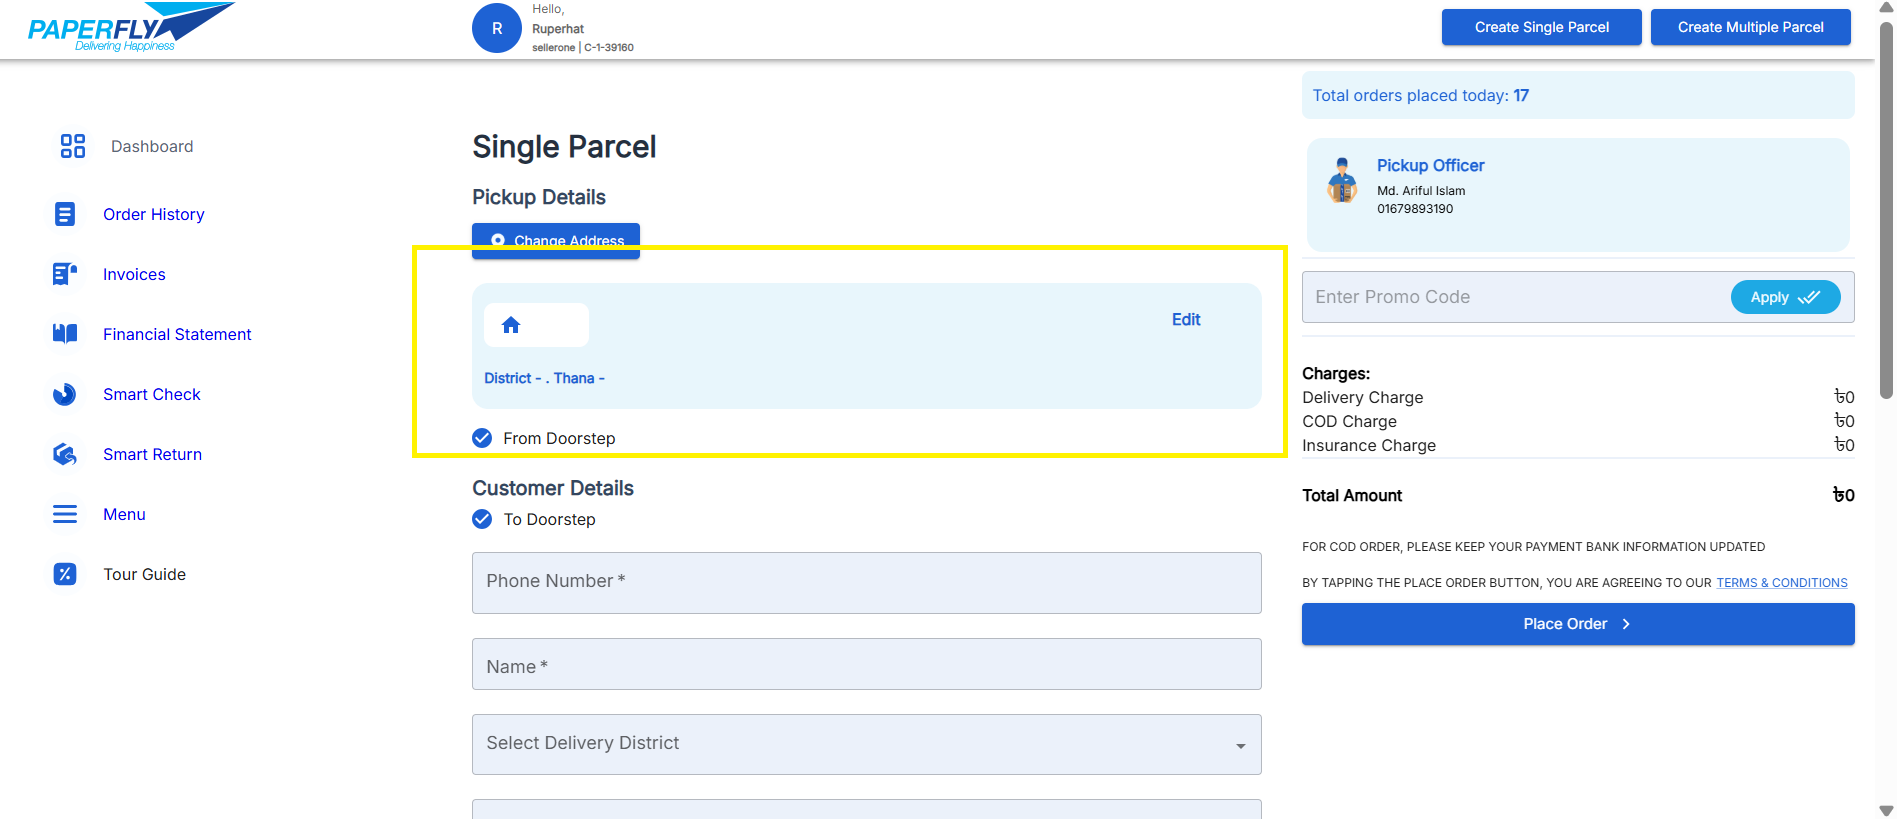 PAPERFLY
Delivering Happiness
R
Hello,
Ruperhat
sellerone | C-1-39160
Create Single Parcel
Create Multiple Parcel
Dashboard
Order History
Invoices
Financial Statement
Smart Check
Smart Return
Menu
Tour Guide
Single Parcel
Pickup Details
Change Address
Edit
District - . Thana -
From Doorstep
Customer Details
To Doorstep
Phone Number *
Name *
Select Delivery District
Total orders placed today: 17
Pickup Officer
Md. Ariful Islam
01679893190
Enter Promo Code
Apply
Charges:
Delivery Charge ৳0
COD Charge ৳0
Insurance Charge ৳0
Total Amount ৳0
FOR COD ORDER, PLEASE KEEP YOUR PAYMENT BANK INFORMATION UPDATED
BY TAPPING THE PLACE ORDER BUTTON, YOU ARE AGREEING TO OUR TERMS & CONDITIONS
Place Order